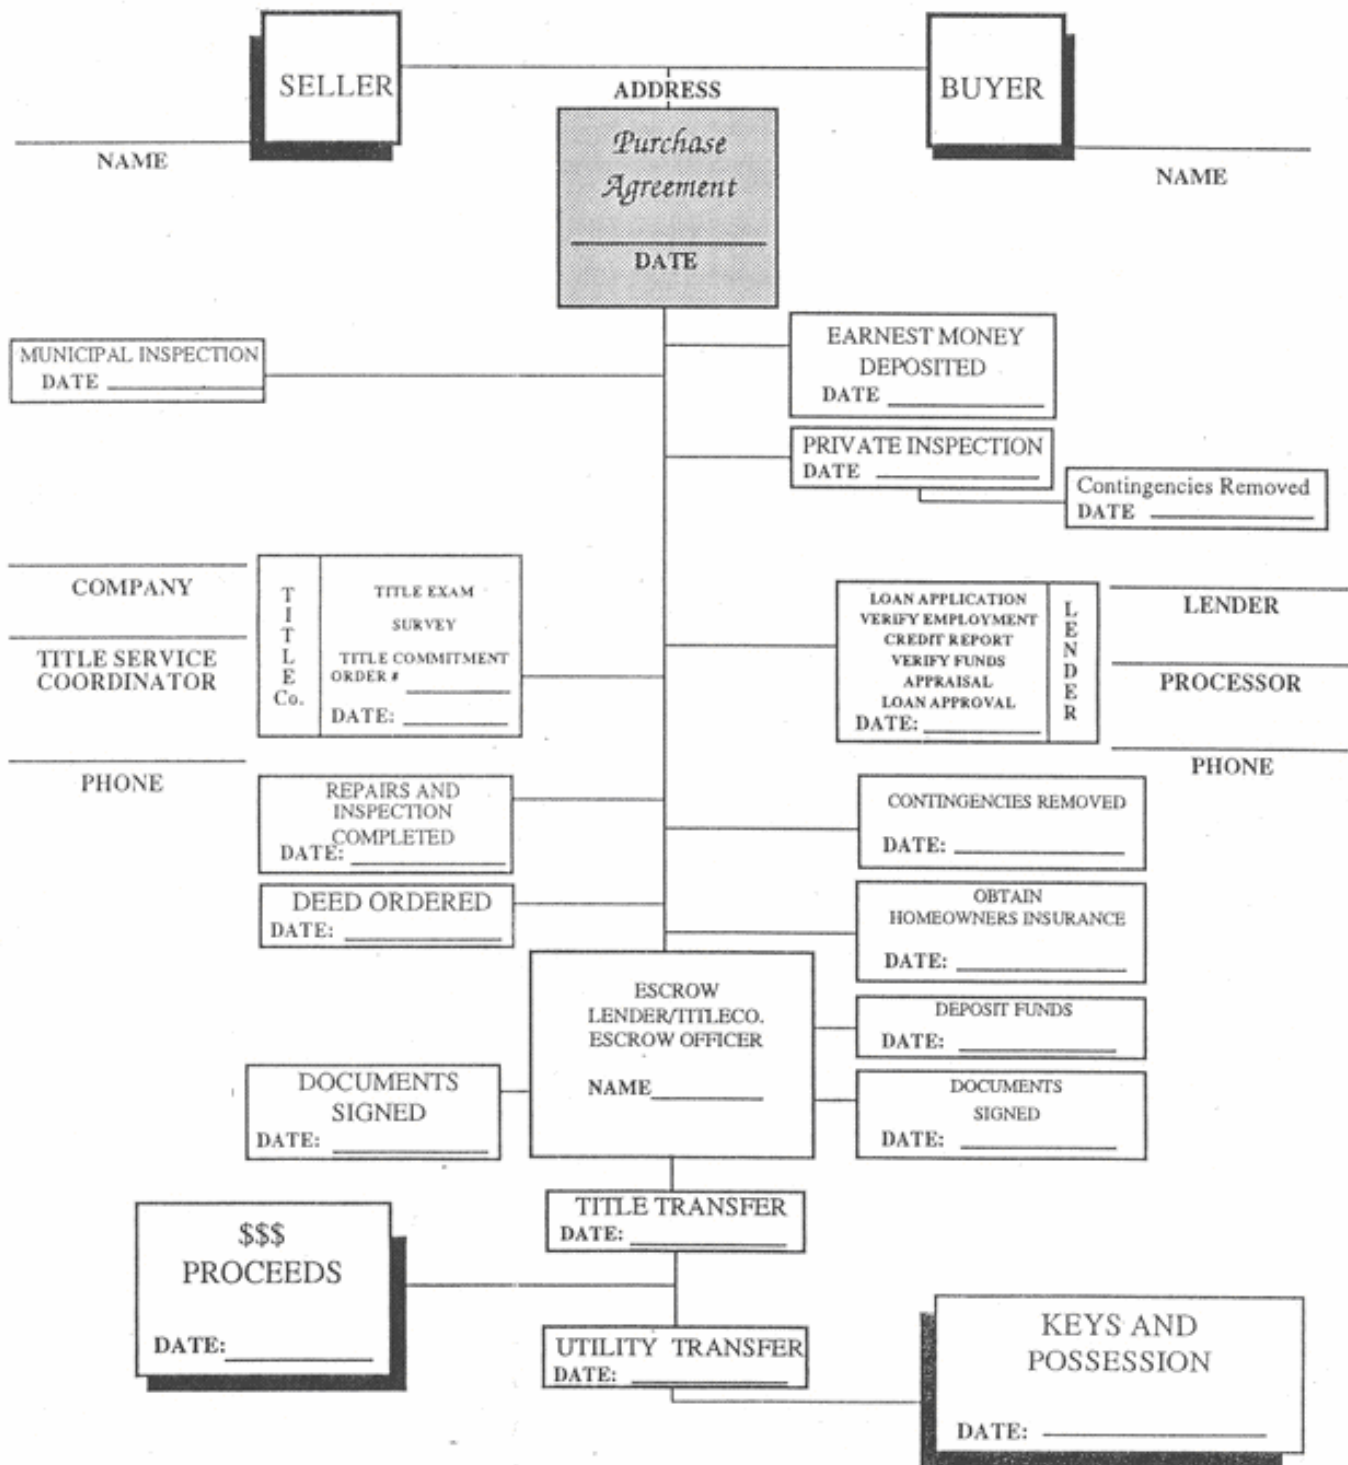 SELLER
BUYER
ADDRESS
Purchase
Agreement
DATE
NAME
NAME
MUNICIPAL INSPECTION
DATE
EARNEST MONEY
DEPOSITED
DATE
PRIVATE INSPECTION
DATE
Contingencies Removed
DATE
COMPANY
TITLE SERVICE
COORDINATOR
PHONE
TITLE
Co.
TITLE EXAM
SURVEY
TITLE COMMITMENT
ORDER #
DATE:
LOAN APPLICATION
VERIFY EMPLOYMENT
CREDIT REPORT
VERIFY FUNDS
APPRAISAL
LOAN APPROVAL
DATE:
LENDER
LENDER
PROCESSOR
PHONE
REPAIRS AND
INSPECTION
COMPLETED
DATE:
CONTINGENCIES REMOVED
DATE:
DEED ORDERED
DATE:
OBTAIN
HOMEOWNERS INSURANCE
DATE:
ESCROW
LENDER/TITLECO.
ESCROW OFFICER
NAME
DEPOSIT FUNDS
DATE:
DOCUMENTS
SIGNED
DATE:
DOCUMENTS
SIGNED
DATE:
TITLE TRANSFER
DATE:
$$$
PROCEEDS
DATE:
UTILITY TRANSFER
DATE:
KEYS AND
POSSESSION
DATE: